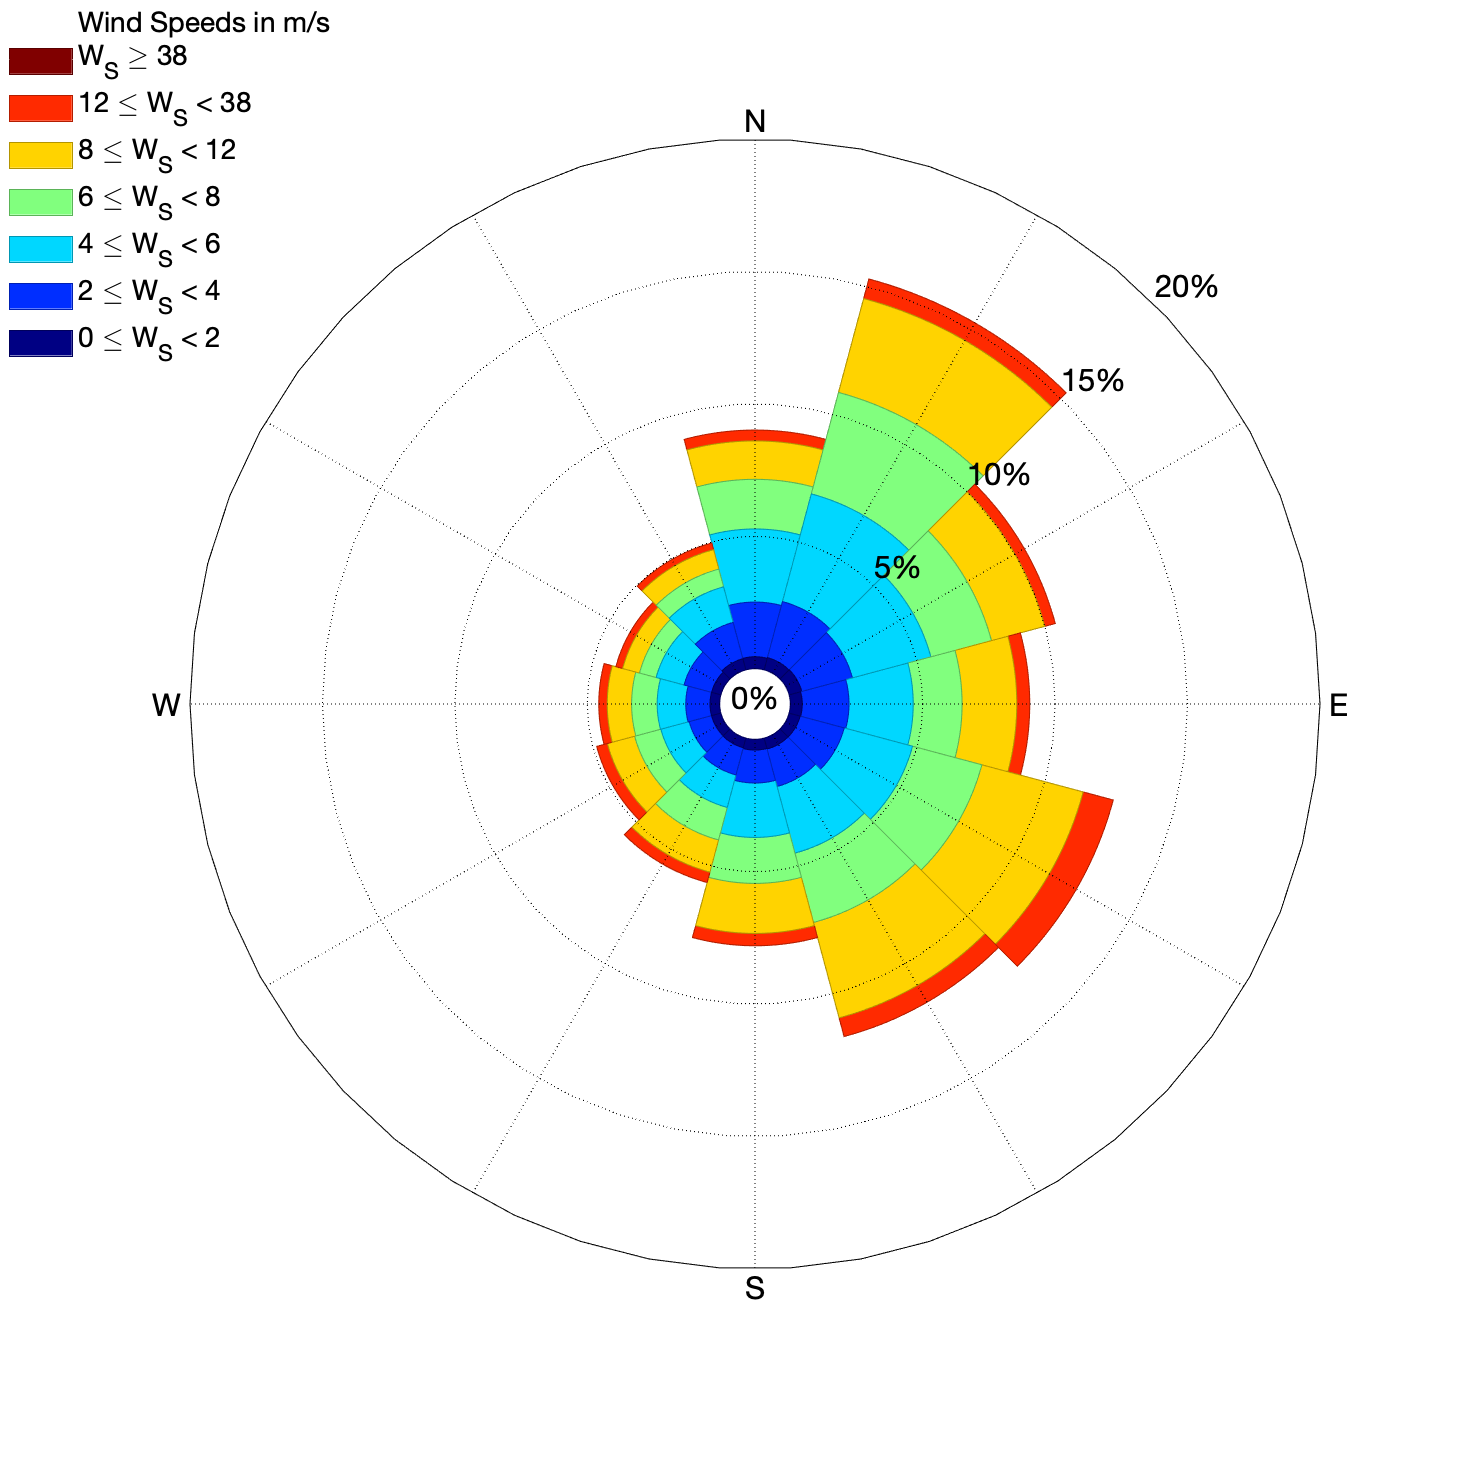 Wind Speeds in m/s
W_S ≥ 38
12 ≤ W_S < 38
8 ≤ W_S < 12
6 ≤ W_S < 8
4 ≤ W_S < 6
2 ≤ W_S < 4
0 ≤ W_S < 2
N
20%
15%
10%
5%
W
0%
E
S